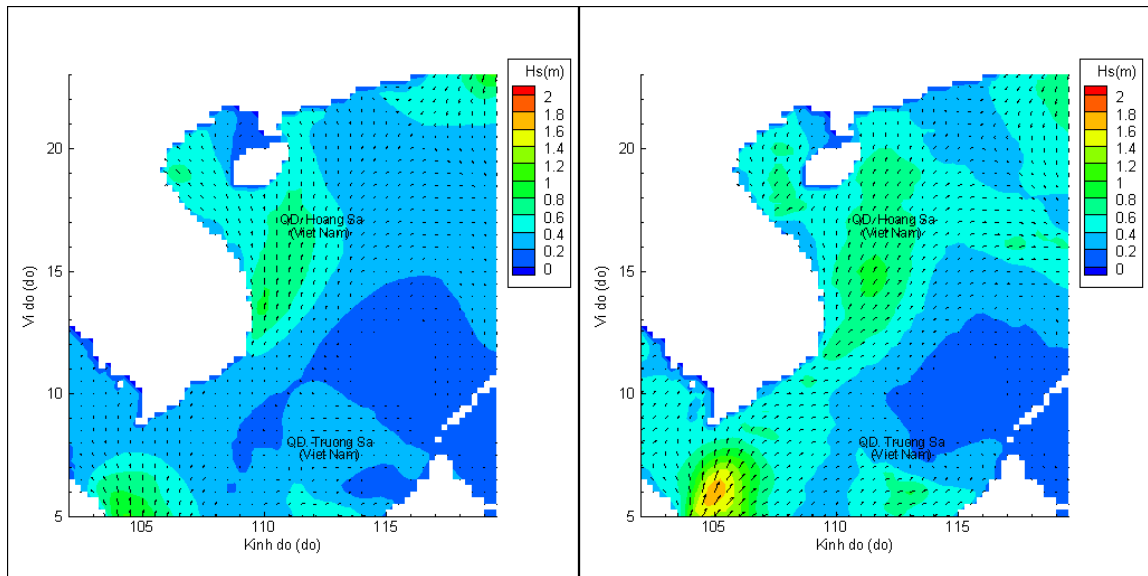 Hs(m)
2
1.8
1.6
1.4
1.2
1
0.8
0.6
0.4
0.2
0
20
15
10
5
Vi do (do)
QD. Hoang Sa
(Viet Nam)
QD. Truong Sa
(Viet Nam)
105
110
115
Kinh do (do)
Hs(m)
2
1.8
1.6
1.4
1.2
1
0.8
0.6
0.4
0.2
0
20
15
10
5
Vi do (do)
QD. Hoang Sa
(Viet Nam)
QD. Truong Sa
(Viet Nam)
105
110
115
Kinh do (do)